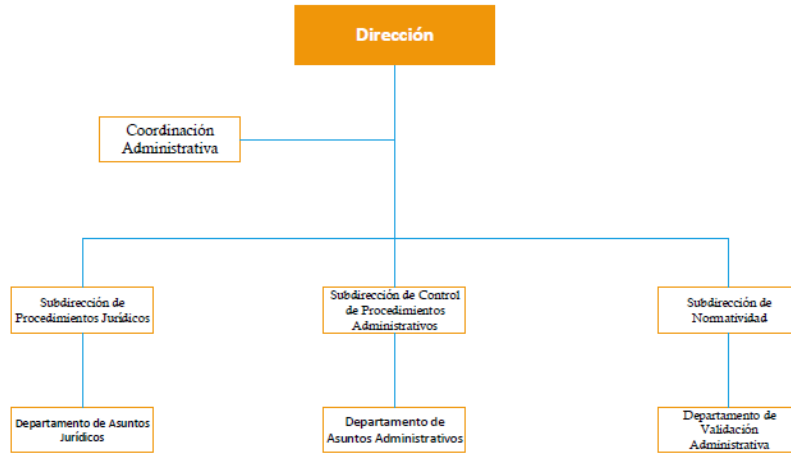 Dirección
Coordinación
Administrativa
Subdirección de
Procedimientos Jurídicos
Subdirección de Control
de Procedimientos
Administrativos
Subdirección de
Normatividad
Departamento de Asuntos
Jurídicos
Departamento de
Asuntos Administrativos
Departamento de
Validación
Administrativa